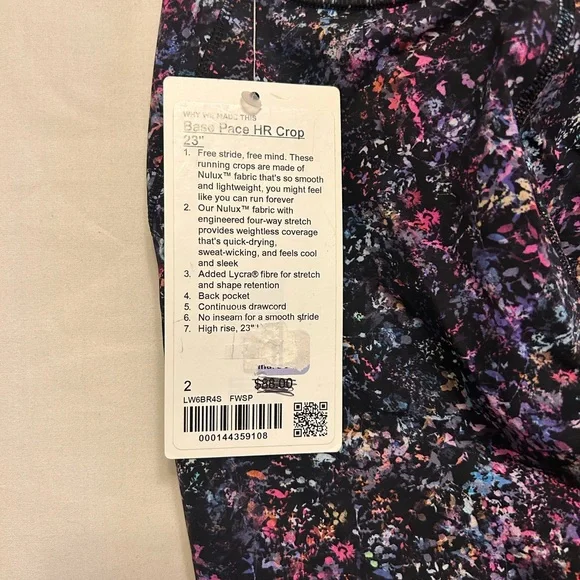 WHY WE MADE THIS
Base Pace HR Crop
23"
1. Free stride, free mind. These
running crops are made of
Nulux™ fabric that's so smooth
and lightweight, you might feel
like you can run forever
2. Our Nulux™ fabric with
engineered four-way stretch
provides weightless coverage
that's quick-drying,
sweat-wicking, and feels cool
and sleek
3. Added Lycra® fibre for stretch
and shape retention
4. Back pocket
5. Continuous drawcord
6. No inseam for a smooth stride
7. High rise, 23"
2 $88.00
LW6BR4S FWSP
000144359108